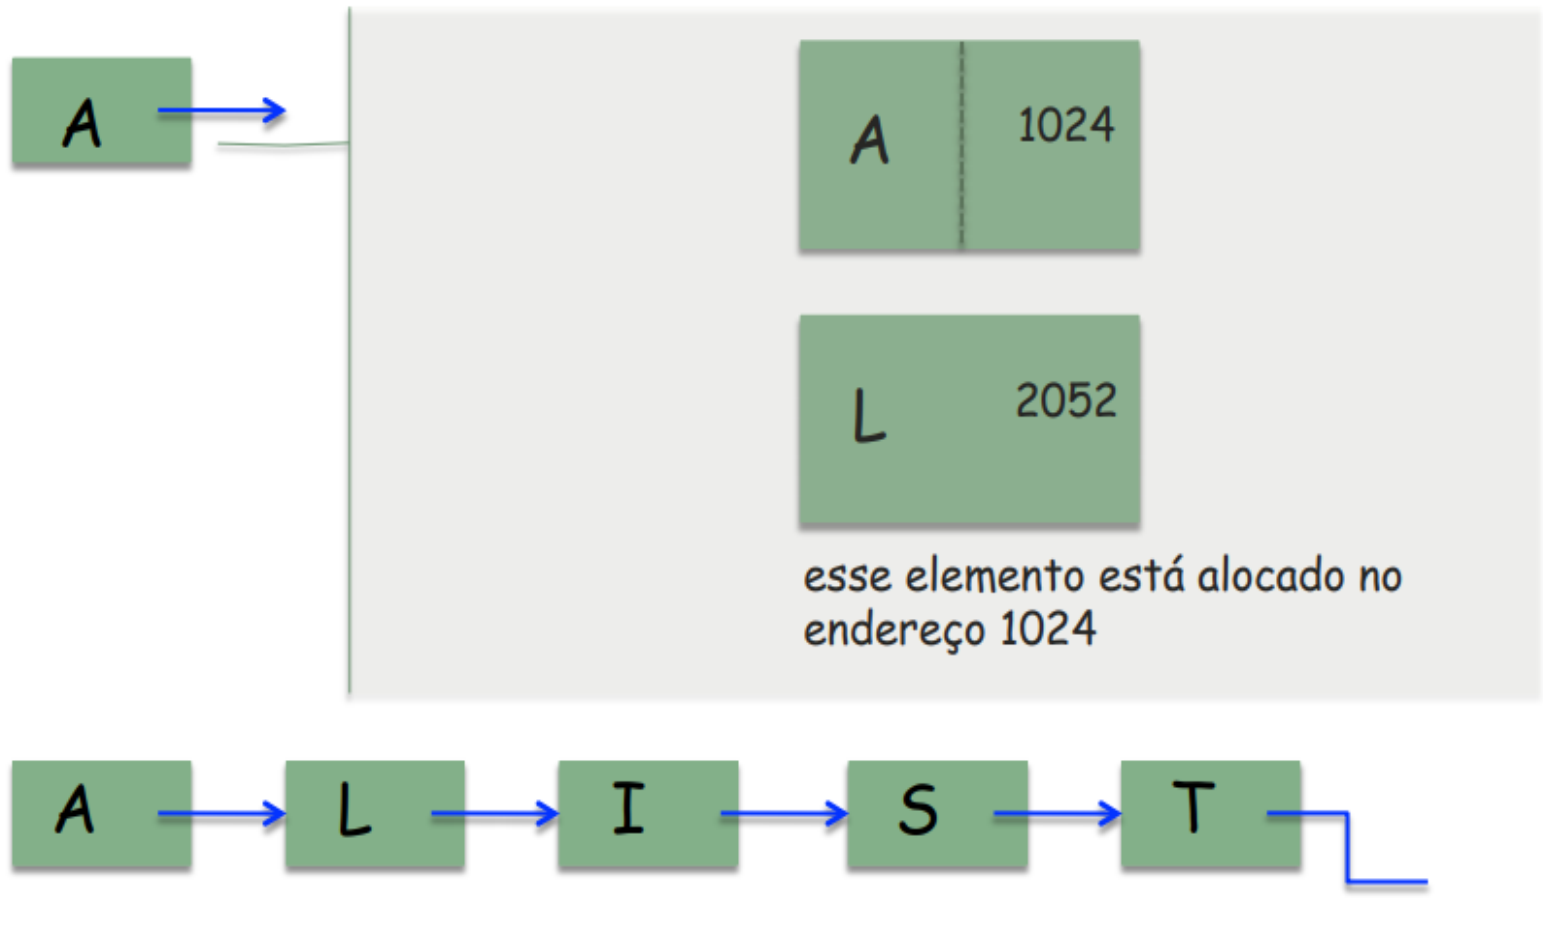 A
A 1024
L 2052
esse elemento está alocado no
endereço 1024
A L I S T